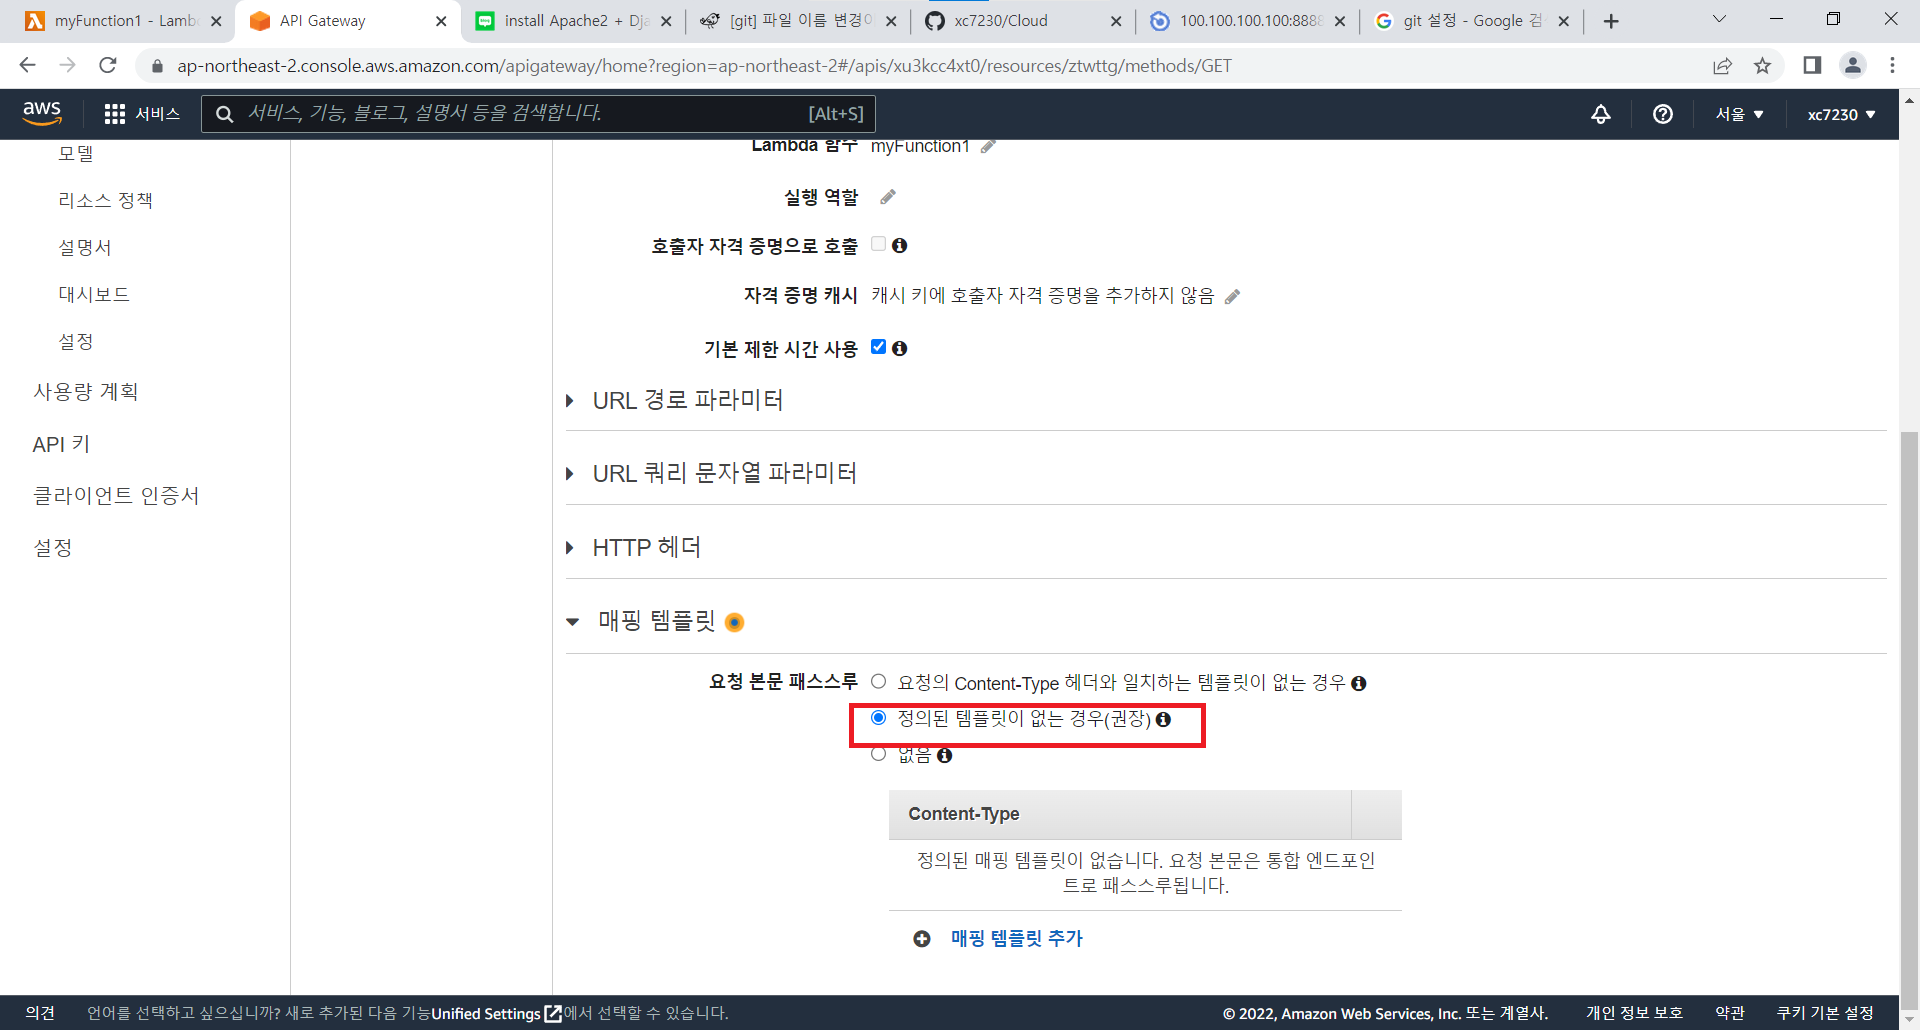 myFunction1 - Lamb
API Gateway
install Apache2 + Dja
[git] 파일 이름 변경이
xc7230/Cloud
100.100.100.100:8888
git 설정 - Google 검
ap-northeast-2.console.aws.amazon.com/apigateway/home?region=ap-northeast-2#/apis/xu3kcc4xt0/resources/ztwttg/methods/GET
aws
서비스
서비스, 기능, 블로그, 설명서 등을 검색합니다.
[Alt+S]
서울
xc7230
모델
리소스 정책
설명서
대시보드
설정
사용량 계획
API 키
클라이언트 인증서
설정
Lambda 함수 myFunction1
실행 역할
호출자 자격 증명으로 호출
자격 증명 캐시 캐시 키에 호출자 자격 증명을 추가하지 않음
기본 제한 시간 사용
URL 경로 파라미터
URL 쿼리 문자열 파라미터
HTTP 헤더
매핑 템플릿
요청 본문 패스스루 요청의 Content-Type 헤더와 일치하는 템플릿이 없는 경우
정의된 템플릿이 없는 경우(권장)
없음
Content-Type
정의된 매핑 템플릿이 없습니다. 요청 본문은 통합 엔드포인
트로 패스스루됩니다.
매핑 템플릿 추가
의견
언어를 선택하고 싶으십니까? 새로 추가된 다음 기능Unified Settings에서 선택할 수 있습니다.
© 2022, Amazon Web Services, Inc. 또는 계열사.
개인 정보 보호
약관
쿠키 기본 설정